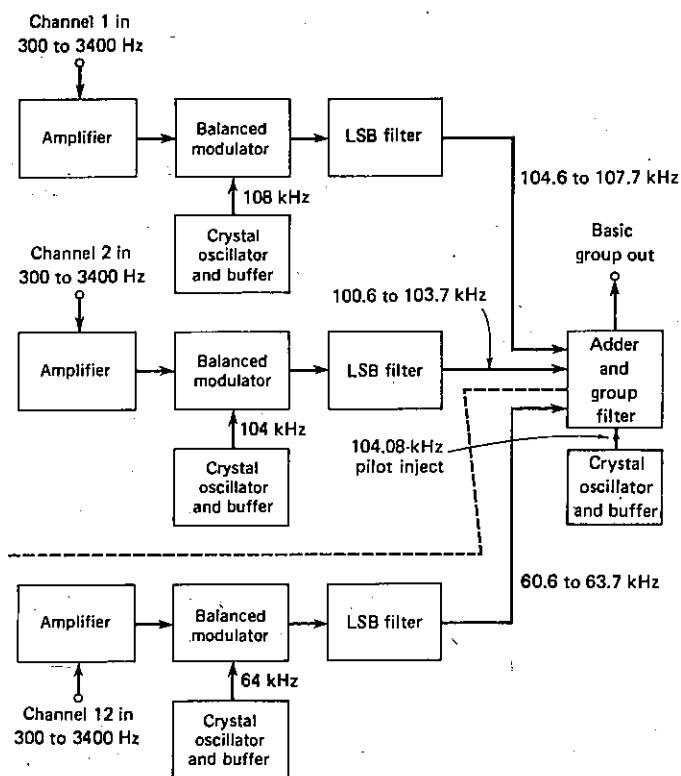 Channel 1 in
300 to 3400 Hz
Amplifier
Balanced
modulator
LSB filter
104.6 to 107.7 kHz
108 kHz
Crystal
oscillator
and buffer
Basic
group out
Channel 2 in
300 to 3400 Hz
100.6 to 103.7 kHz
Amplifier
Balanced
modulator
LSB filter
Adder
and
group
filter
104 kHz
104.08-kHz
pilot inject
Crystal
oscillator
and buffer
Crystal
oscillator
and buffer
60.6 to 63.7 kHz
Amplifier
Balanced
modulator
LSB filter
64 kHz
Channel 12 in
300 to 3400 Hz
Crystal
oscillator
and buffer